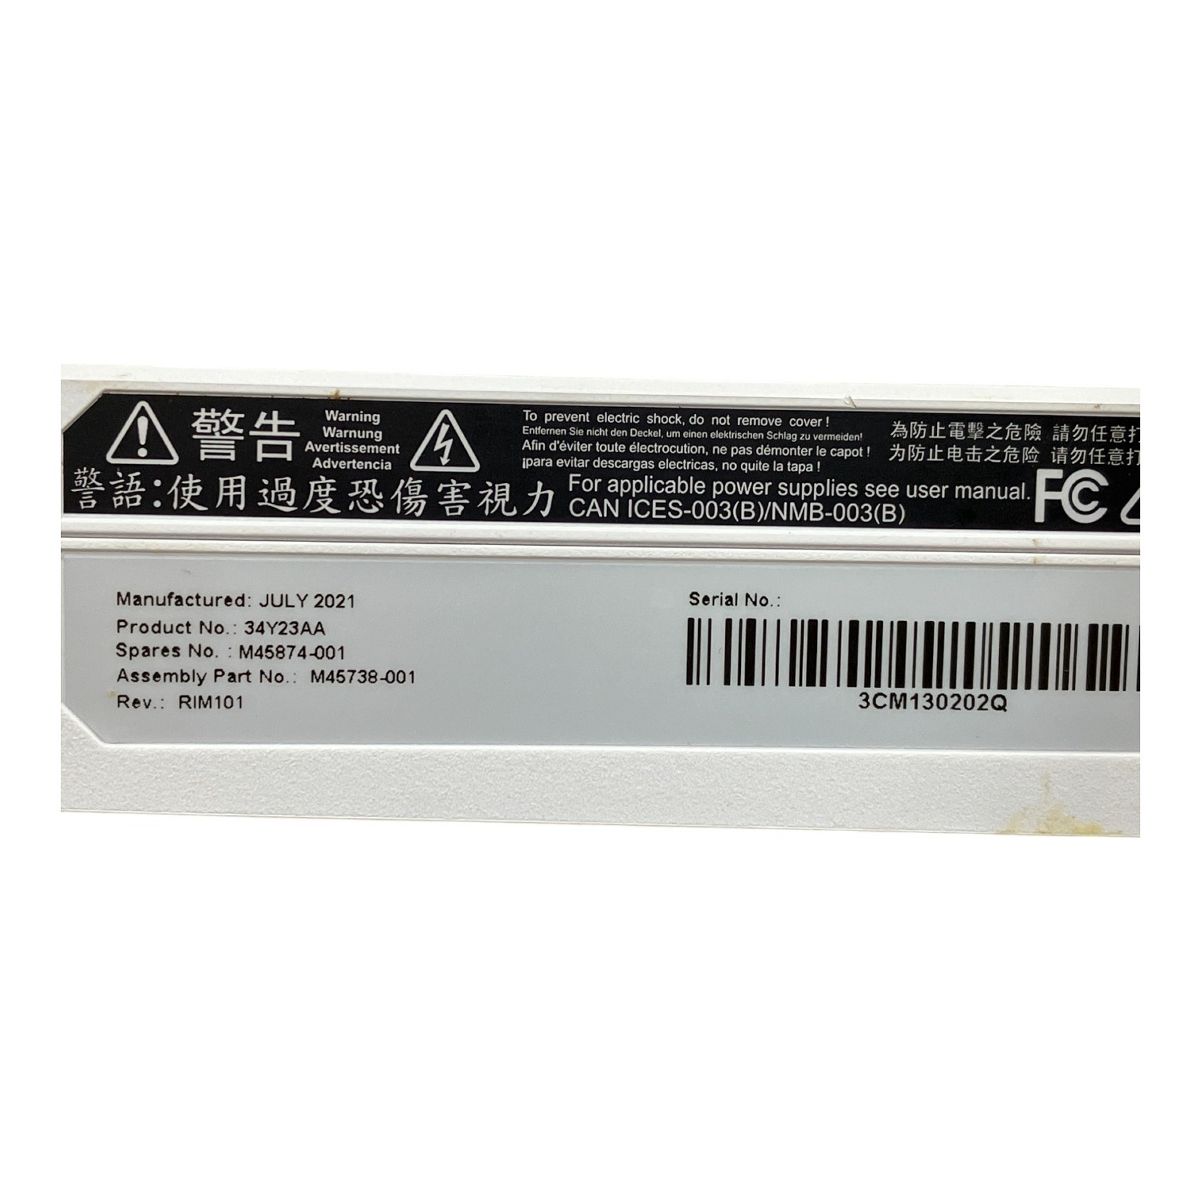 警告
Warning
Warnung
Avertissement
Advertencia
To prevent electric shock, do not remove cover !
Entfernen Sie nicht den Deckel, um einen elektrischen Schlag zu vermeiden!
Afin d'éviter toute électrocution, ne pas démonter le capot !
¡para evitar descargas electricas, no quite la tapa !
為防止電擊之危險 請勿任意打
为防止电击之危险 请勿任意打
警語:使用過度恐傷害視力
For applicable power supplies see user manual.
CAN ICES-003(B)/NMB-003(B)
FC
Manufactured: JULY 2021
Product No.: 34Y23AA
Spares No. : M45874-001
Assembly Part No.: M45738-001
Rev.: RIM101
Serial No.:
3CM130202Q